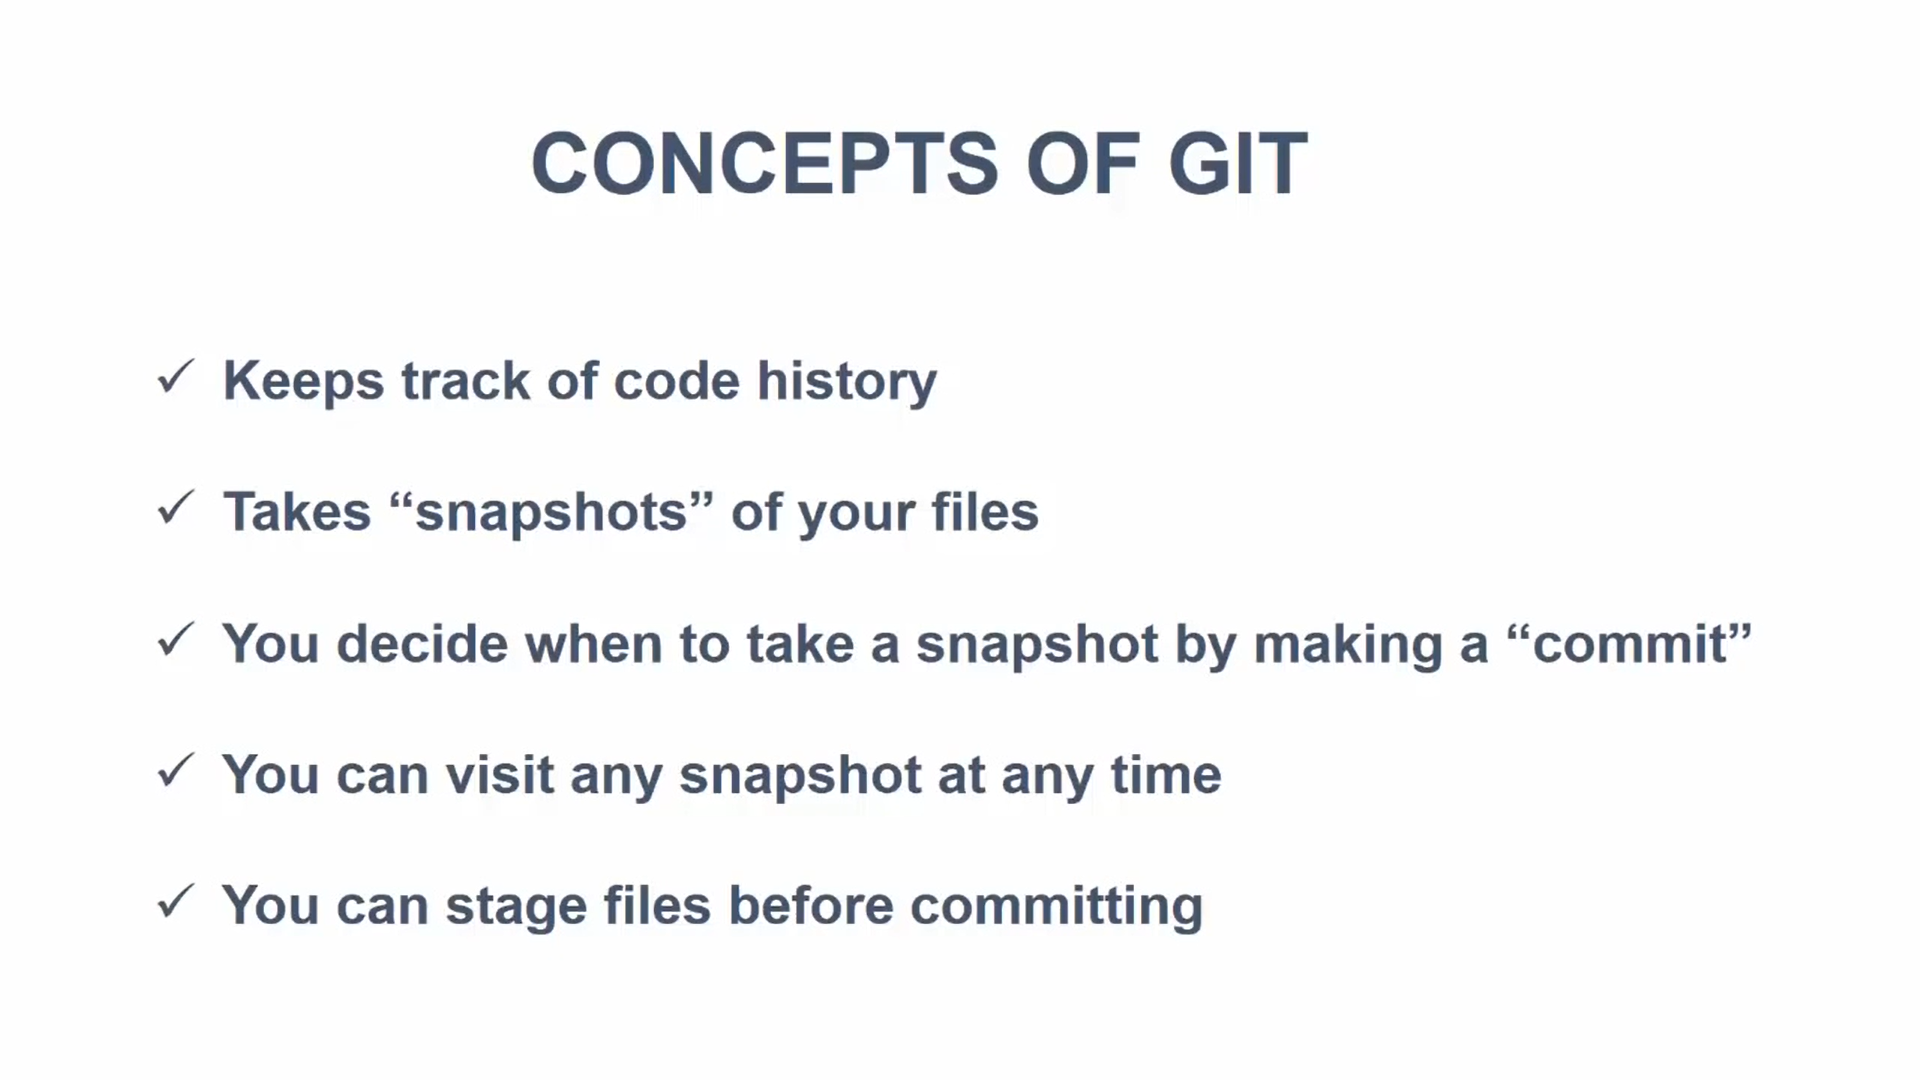 CONCEPTS OF GIT
✓ Keeps track of code history
✓ Takes “snapshots” of your files
✓ You decide when to take a snapshot by making a “commit”
✓ You can visit any snapshot at any time
✓ You can stage files before committing